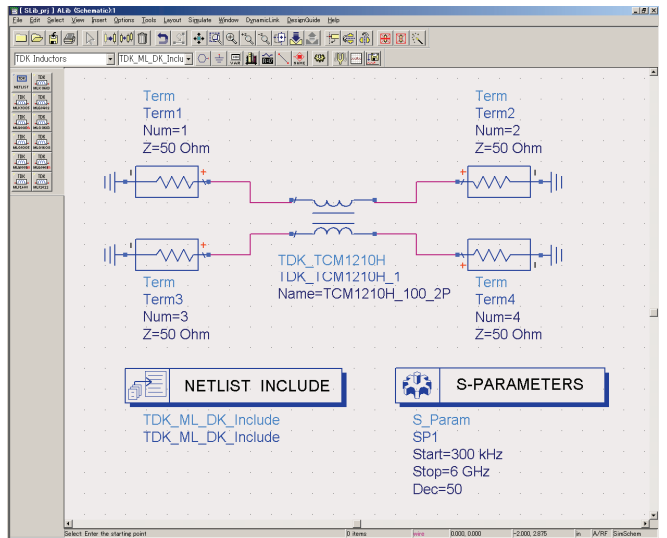 [ SLib_prj ] ALib (Schematic):1
File Edit Select View Insert Options Tools Layout Simulate Window DynamicLink DesignGuide Help
TDK Inductors TDK_ML_DK_Inclu
NETLIST
Term
Term1
Num=1
Z=50 Ohm
Term
Term2
Num=2
Z=50 Ohm
TDK_TCM1210H
TDK_TCM1210H_1
Name=TCM1210H_100_2P
Term
Term3
Num=3
Z=50 Ohm
Term
Term4
Num=4
Z=50 Ohm
NETLIST INCLUDE
TDK_ML_DK_Include
TDK_ML_DK_Include
S-PARAMETERS
S_Param
SP1
Start=300 kHz
Stop=6 GHz
Dec=50
Select: Enter the starting point 0 items wire 0.000, 0.000 -2.000, 2.875 in A/RF SimSchem